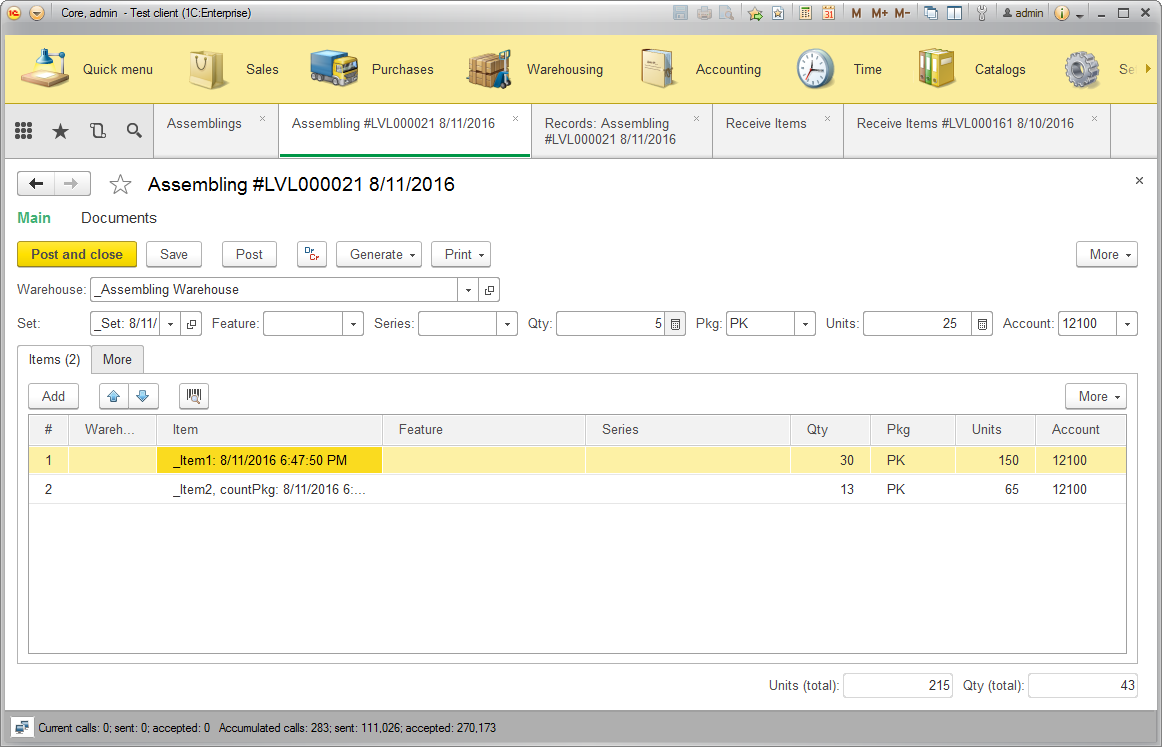 Core, admin - Test client (1C:Enterprise)
M M+ M- admin
Quick menu Sales Purchases Warehousing Accounting Time Catalogs Se
Assemblings Assembling #LVL000021 8/11/2016 Records: Assembling Receive Items Receive Items #LVL000161 8/10/2016
#LVL000021 8/11/2016
Assembling #LVL000021 8/11/2016
Main Documents
Post and close Save Post Dr Cr Generate Print More
Warehouse: _Assembling Warehouse
Set: _Set: 8/11/ Feature: Series: Qty: 5 Pkg: PK Units: 25 Account: 12100
Items (2) More
Add More
# Wareh... Item Feature Series Qty Pkg Units Account
1 _Item1: 8/11/2016 6:47:50 PM 30 PK 150 12100
2 _Item2, countPkg: 8/11/2016 6:... 13 PK 65 12100
Units (total): 215 Qty (total): 43
Current calls: 0; sent: 0; accepted: 0 Accumulated calls: 283; sent: 111,026; accepted: 270,173